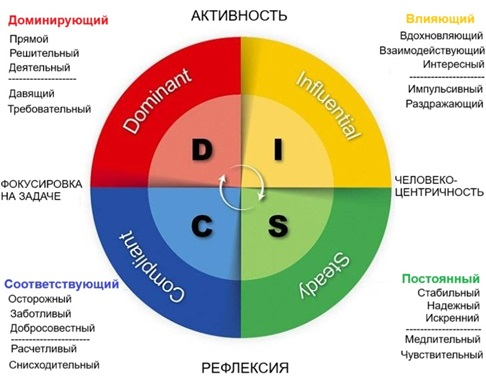 АКТИВНОСТЬ
Доминирующий
Прямой
Решительный
Деятельный
--------------------
Давящий
Требовательный
Влияющий
Вдохновляющий
Взаимодействующий
Интересный
----------------------
Импульсивный
Раздражающий
Dominant
Influential
D
I
ФОКУСИРОВКА
НА ЗАДАЧЕ
ЧЕЛОВЕКО-
ЦЕНТРИЧНОСТЬ
C
S
Compliant
Steady
Соответствующий
Осторожный
Заботливый
Добросовестный
----------------------
Расчетливый
Снисходительный
Постоянный
Стабильный
Надежный
Искренний
----------------------
Медлительный
Чувствительный
РЕФЛЕКСИЯ